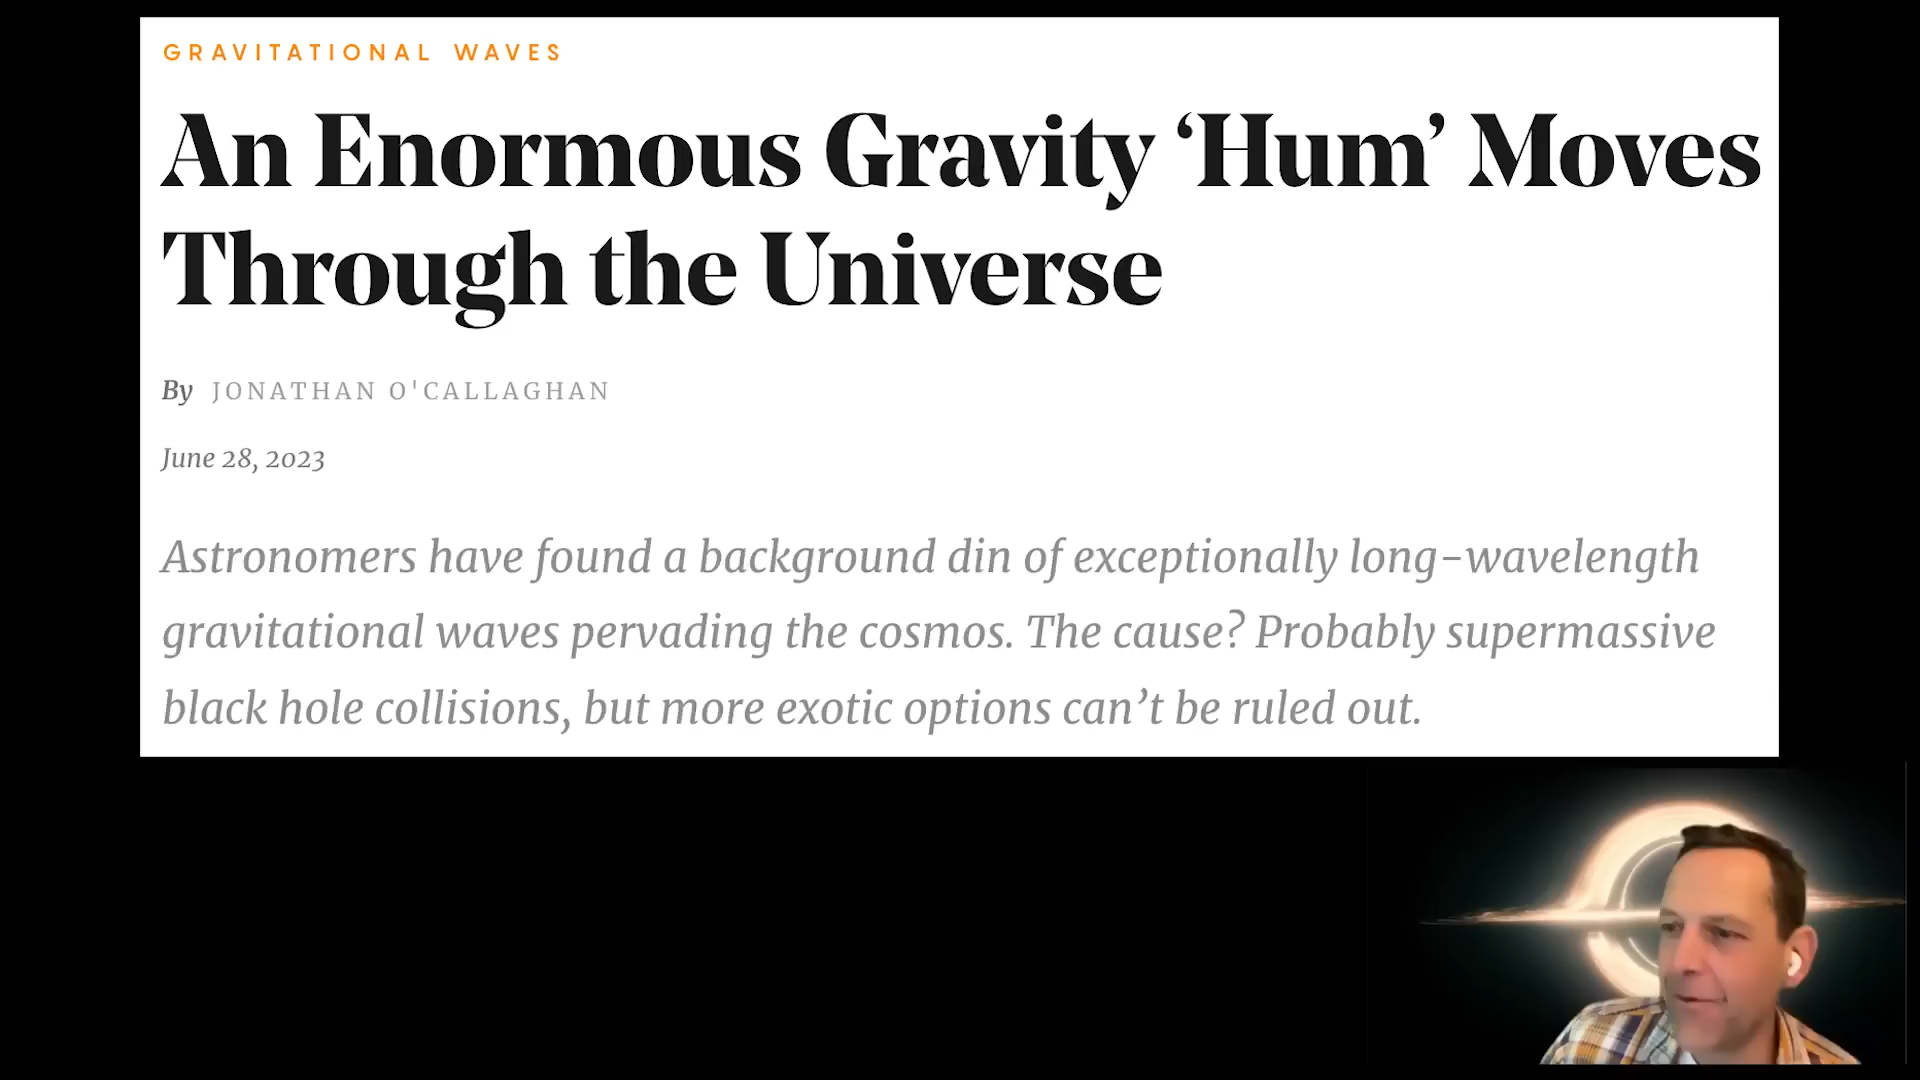 GRAVITATIONAL WAVES
An Enormous Gravity ‘Hum’ Moves
Through the Universe
By JONATHAN O'CALLAGHAN
June 28, 2023
Astronomers have found a background din of exceptionally long-wavelength
gravitational waves pervading the cosmos. The cause? Probably supermassive
black hole collisions, but more exotic options can’t be ruled out.